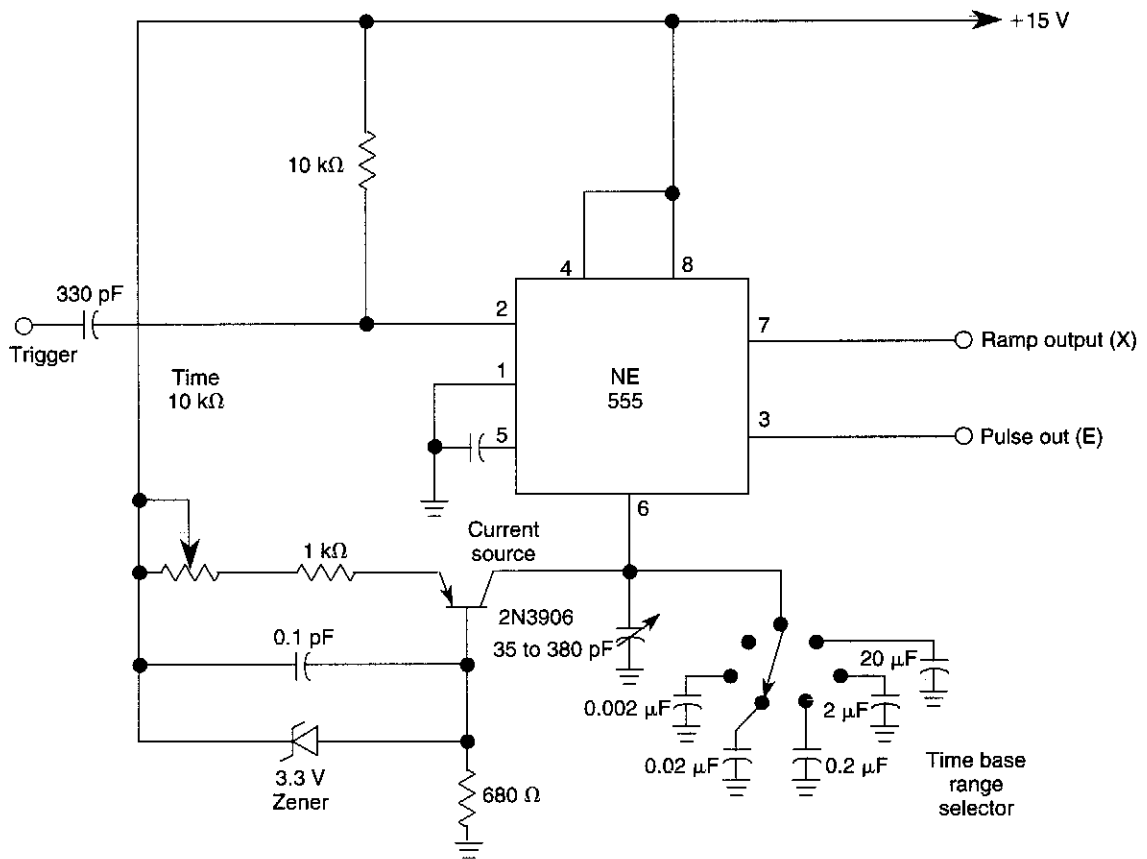 +15 V
10 kΩ
4
8
330 pF
2
7
Trigger
Ramp output (X)
Time
10 kΩ
1
NE
555
5
3
Pulse out (E)
6
Current
source
1 kΩ
2N3906
0.1 pF
35 to 380 pF
20 µF
0.002 µF
2 µF
0.02 µF
0.2 µF
Time base
range
selector
3.3 V
Zener
680 Ω